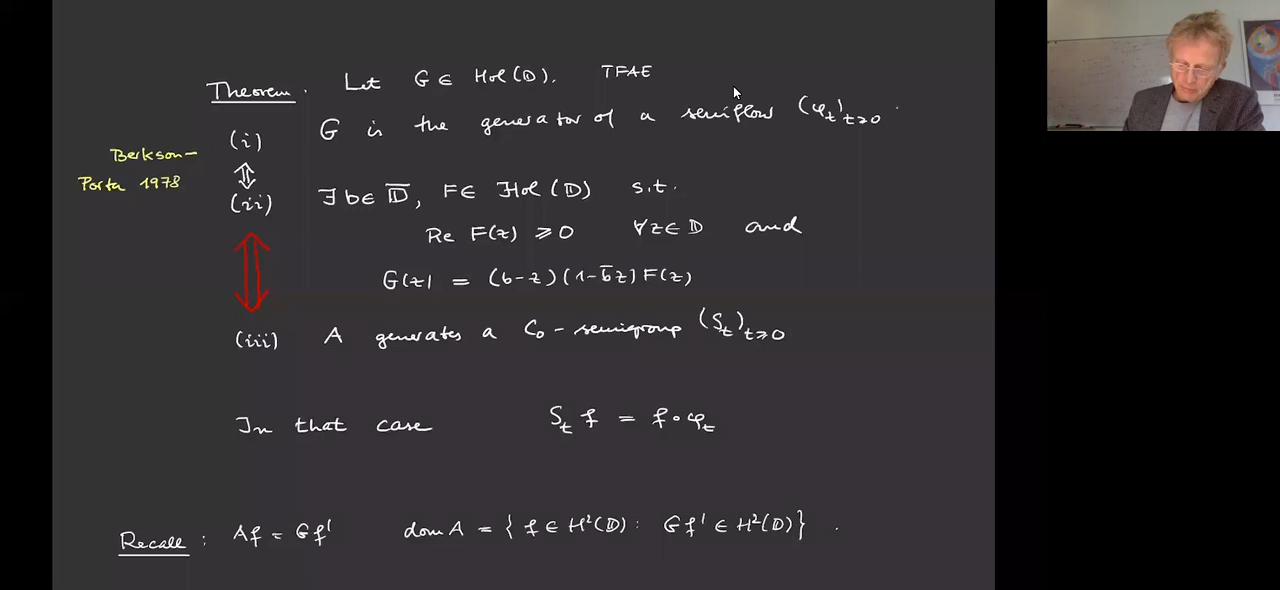 Theorem. Let G ∈ Hol(𝔻). TFAE
(i) G is the generator of a semiflow (φ_t)_{t≥0}.
Berkson–
Porta 1978
⇕
(ii) ∃ b ∈ \overline{𝔻}, F ∈ Hol(𝔻) s.t.
Re F(z) ≥ 0 ∀ z ∈ 𝔻 and
G(z) = (b-z)(1-\overline{b}z)F(z)
⇕
(iii) A generates a C₀-semigroup (S_t)_{t≥0}
In that case S_t f = f∘φ_t
Recall: Af = Gf' dom A = {f ∈ H²(𝔻): Gf' ∈ H²(𝔻)}.